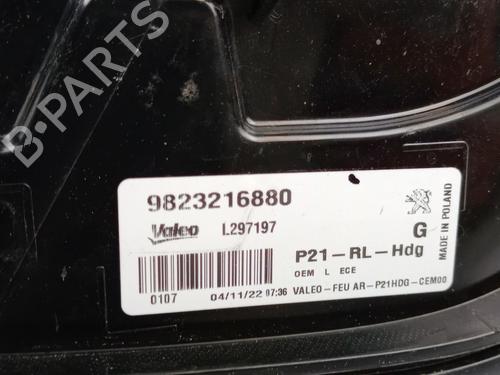 B-PARTS
9823216880
Valeo L297197 G
P21-RL-Hdg
MADE IN POLAND
OEM L ECE
0107 04/11/22 07:36 VALEO-FEU AR-P21HDG-CEM00